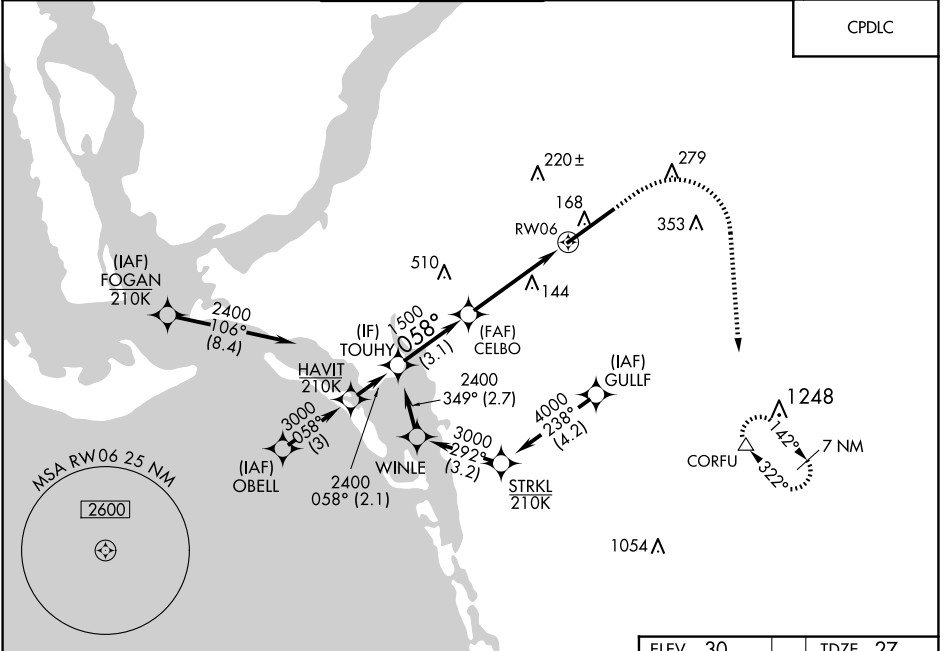 CPDLC
220±
279
168
353
RW06
510
144
(IAF)
FOGAN
210K
2400
106°
(8.4)
(IF)
TOUHY
1500
058°
(3.1)
(FAF)
CELBO
HAVIT
210K
(IAF)
GULLF
2400
349° (2.7)
4000
238°
(4.2)
3000
058°
(3)
(IAF)
OBELL
2400
058° (2.1)
WINLE
3000
292°
(3.2)
STRKL
210K
1248
142°
7 NM
CORFU
322°
MSA RW06 25 NM
2600
1054
ELEV 30
TDZE 27